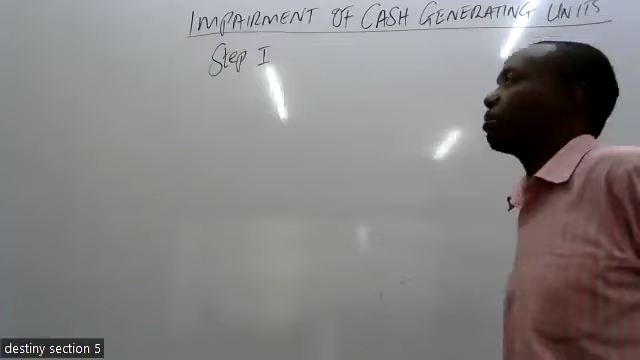 IMPAIRMENT OF CASH GENERATING UNITS
Step I
destiny section 5